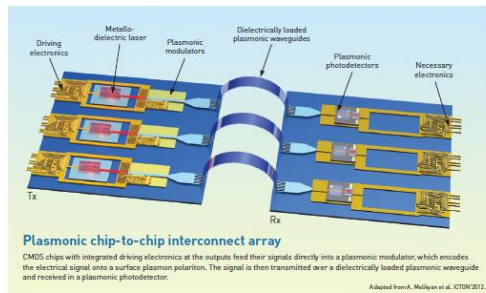 Driving
electronics
Metallo-
dielectric laser
Plasmonic
modulators
Dielectrically loaded
plasmonic waveguides
Plasmonic
photodetectors
Necessary
electronics
Tx
Rx
Plasmonic chip-to-chip interconnect array
CMOS chips with integrated driving electronics at the outputs feed their signals directly into a plasmonic modulator, which encodes
the electrical signal onto a surface plasmon polariton. The signal is then transmitted over a dielectrically loaded plasmonic waveguide
and received in a plasmonic photodetector.
Adapted from A. Melikyan et al. ICTON'2012.